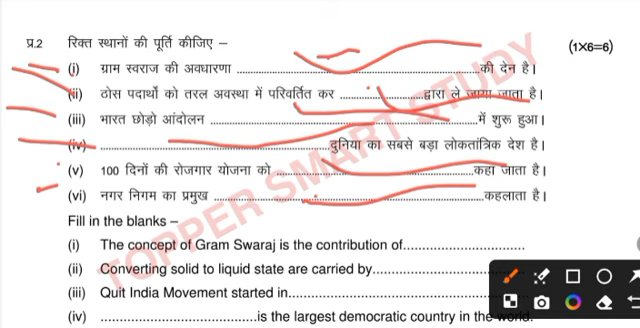 प्र.2 रिक्त स्थानों की पूर्ति कीजिए – (1×6=6)
(i) ग्राम स्वराज की अवधारणा ........................ की देन है।
(ii) ठोस पदार्थों को तरल अवस्था में परिवर्तित कर ........................ द्वारा ले जाया जाता है।
(iii) भारत छोड़ो आंदोलन ........................ में शुरू हुआ।
(iv) ........................ दुनिया का सबसे बड़ा लोकतांत्रिक देश है।
(v) 100 दिनों की रोजगार योजना को ........................ कहा जाता है।
(vi) नगर निगम का प्रमुख ........................ कहलाता है।
Fill in the blanks –
(i) The concept of Gram Swaraj is the contribution of........................
(ii) Converting solid to liquid state are carried by........................
(iii) Quit India Movement started in........................
(iv) ........................is the largest democratic country in the world.
TOPPER SMART STUDY